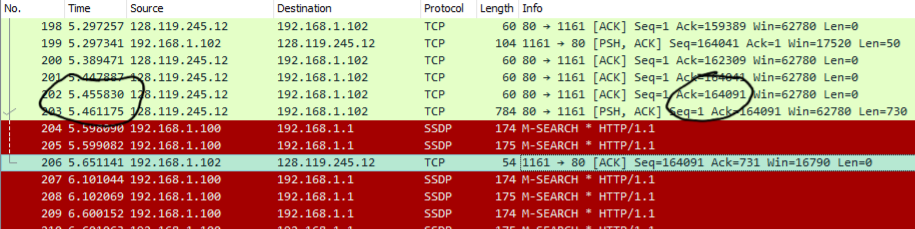 No. Time Source Destination Protocol Length Info
198 5.297257 128.119.245.12 192.168.1.102 TCP 60 80 → 1161 [ACK] Seq=1 Ack=159389 Win=62780 Len=0
199 5.297341 192.168.1.102 128.119.245.12 TCP 104 1161 → 80 [PSH, ACK] Seq=164041 Ack=1 Win=17520 Len=50
200 5.389471 128.119.245.12 192.168.1.102 TCP 60 80 → 1161 [ACK] Seq=1 Ack=162309 Win=62780 Len=0
201 5.447887 128.119.245.12 192.168.1.102 TCP 60 80 → 1161 [ACK] Seq=1 Ack=164041 Win=62780 Len=0
202 5.455830 128.119.245.12 192.168.1.102 TCP 60 80 → 1161 [ACK] Seq=1 Ack=164091 Win=62780 Len=0
203 5.461175 128.119.245.12 192.168.1.102 TCP 784 80 → 1161 [PSH, ACK] Seq=1 Ack=164091 Win=62780 Len=730
204 5.598090 192.168.1.100 192.168.1.1 SSDP 174 M-SEARCH * HTTP/1.1
205 5.599082 192.168.1.100 192.168.1.1 SSDP 175 M-SEARCH * HTTP/1.1
206 5.651141 192.168.1.102 128.119.245.12 TCP 54 1161 → 80 [ACK] Seq=164091 Ack=731 Win=16790 Len=0
207 6.101044 192.168.1.100 192.168.1.1 SSDP 174 M-SEARCH * HTTP/1.1
208 6.102069 192.168.1.100 192.168.1.1 SSDP 175 M-SEARCH * HTTP/1.1
209 6.600152 192.168.1.100 192.168.1.1 SSDP 174 M-SEARCH * HTTP/1.1